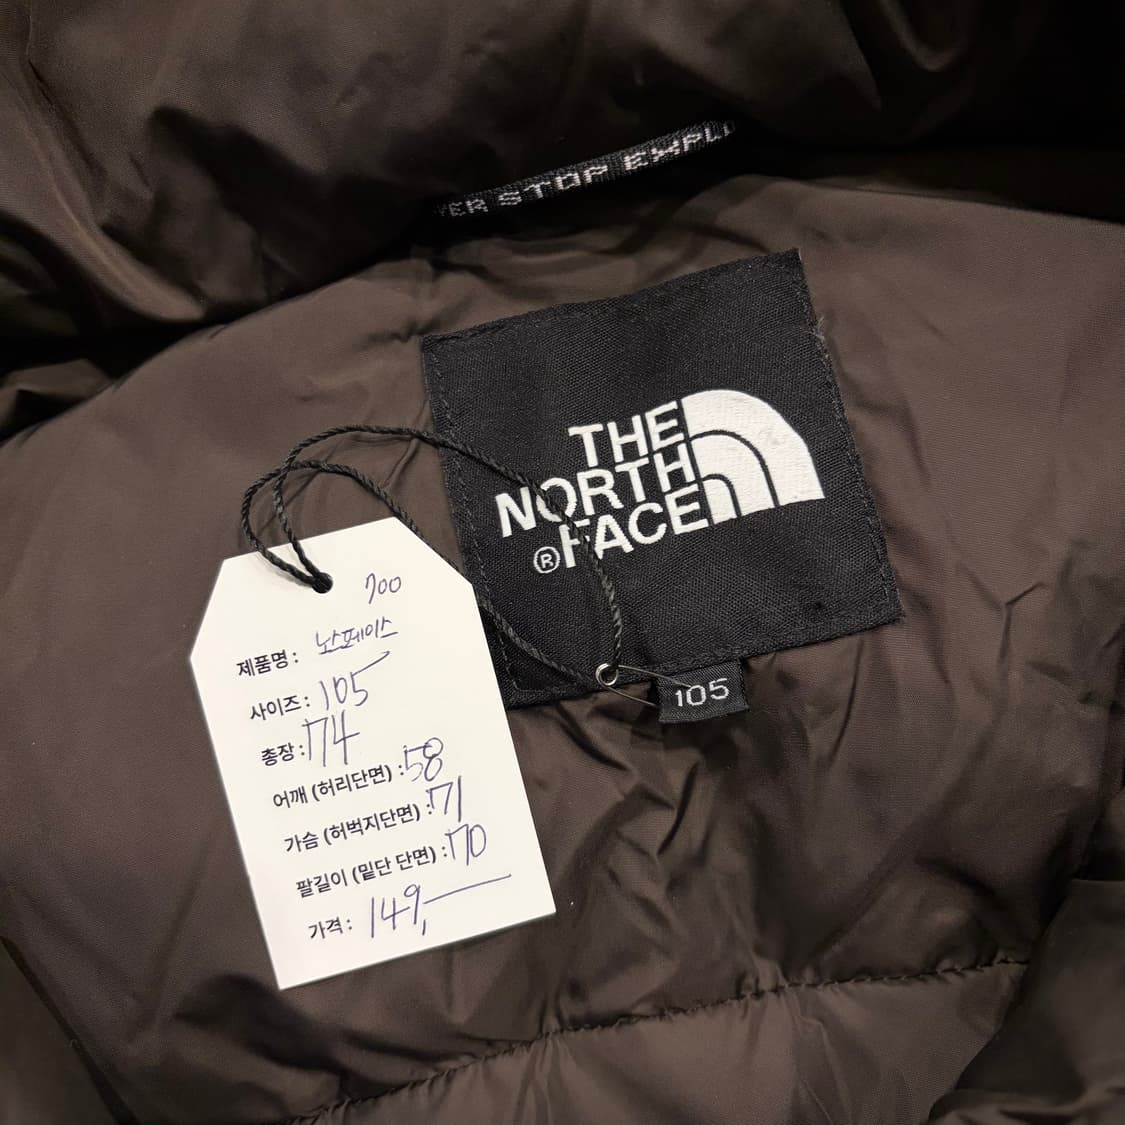 VER STOP EXPL
THE
NORTH
®FACE
105
700
제품명 : 노스페이스
사이즈 : 105
총장 : 74
어깨 (허리단면) : 58
가슴 (허벅지단면) : 71
팔길이 (밑단 단면) : 70
가격 : 149,—